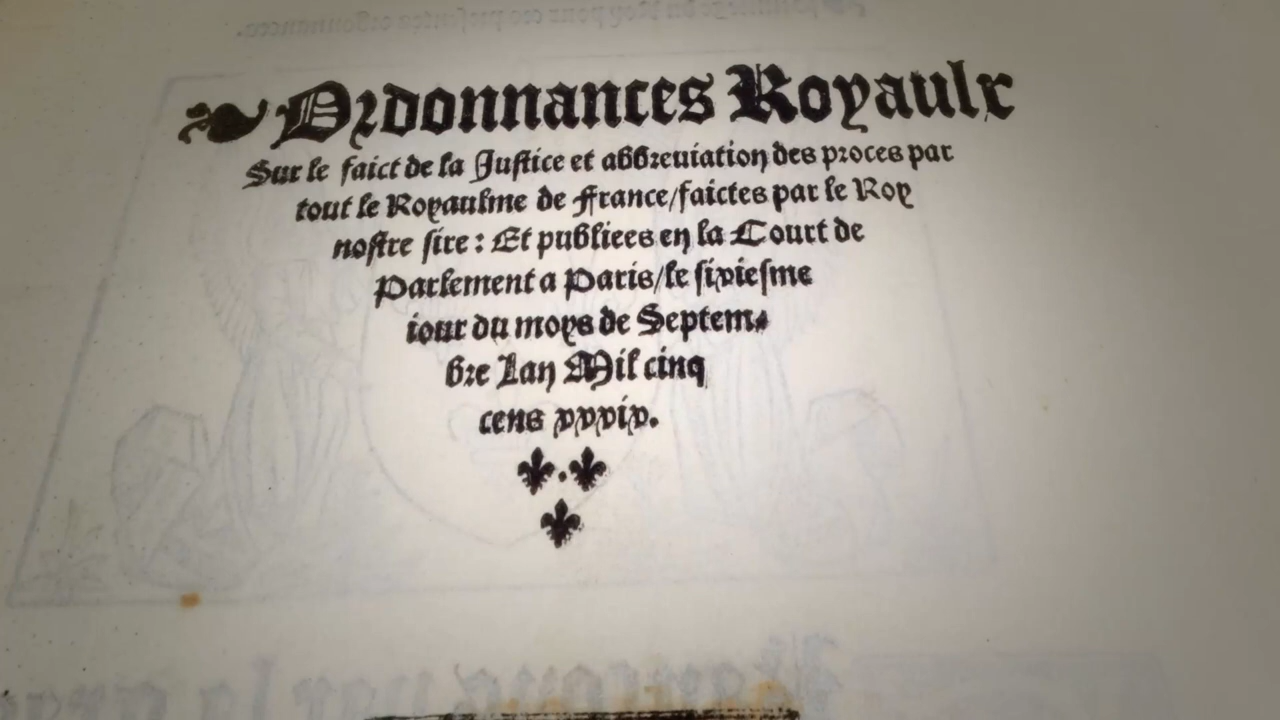 ❧ Ordonnances Royaulx
Sur le faict de la Justice et abbreuiation des proces par
tout le Royaulme de France/faictes par le Roy
nostre sire: Et publiees en la Court de
Parlement a Paris/le sixiesme
iour du moys de Septem⸗
bre Lan Mil cinq
cens xxxix.